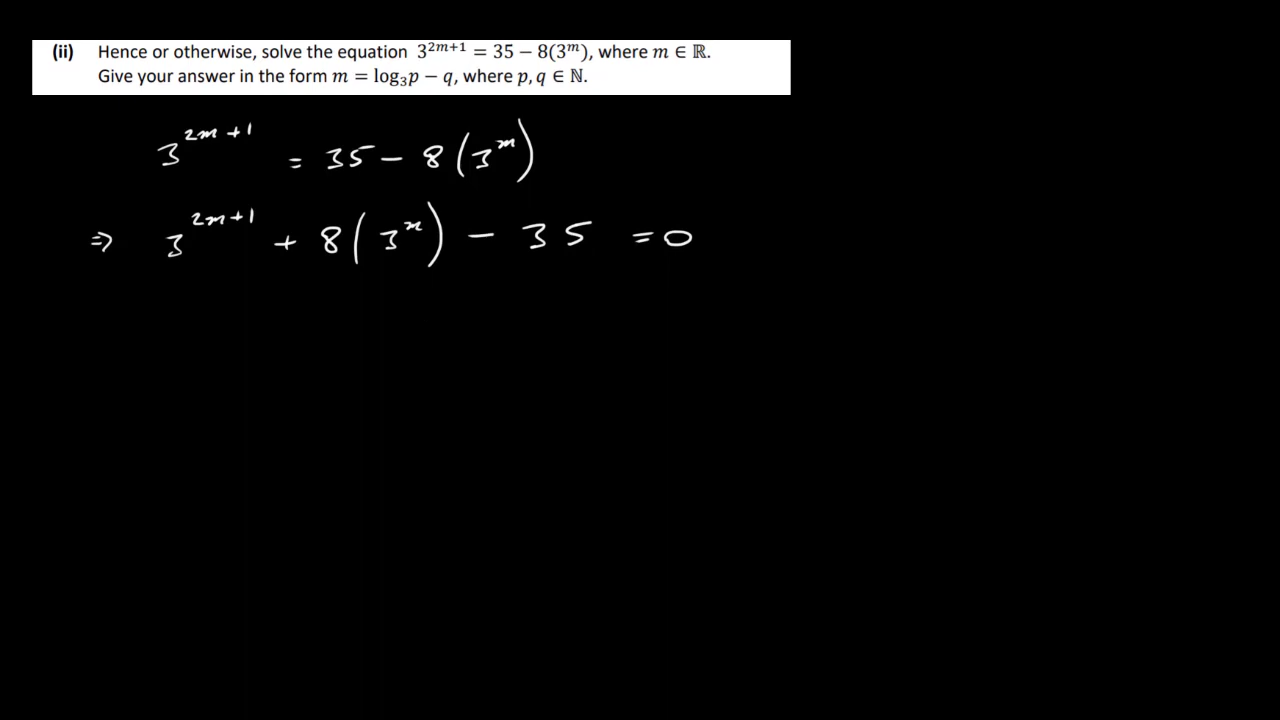 (ii) Hence or otherwise, solve the equation 3^{2m+1} = 35 − 8(3^m), where m ∈ ℝ.
Give your answer in the form m = log₃p − q, where p, q ∈ ℕ.
3^{2m+1} = 35 − 8(3^m)
⇒ 3^{2m+1} + 8(3^m) − 35 = 0